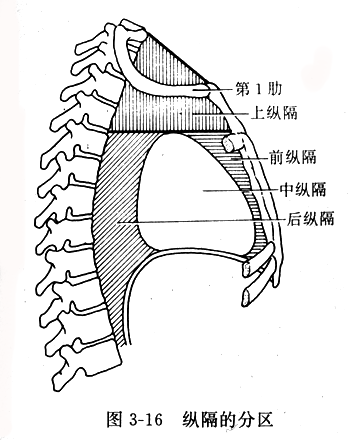 第1肋
上纵隔
前纵隔
中纵隔
后纵隔
图 3-16 纵隔的分区